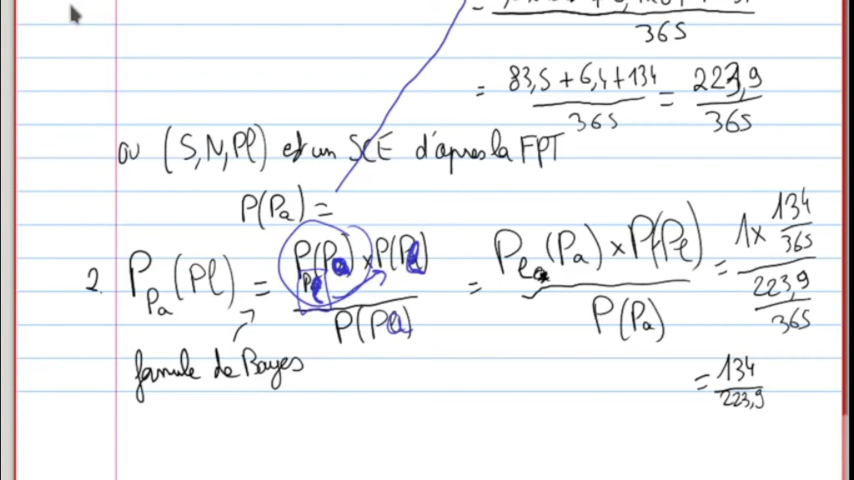 365
= 83,5 + 6,4 + 134 / 365 = 223,9 / 365
ou (S,N,Pl) est un SCE d'après la FPT
P(Pa) =
2. P_Pa(Pl) = P_Pl(Pa) × P(Pl) / P(Pa) = P_Pl(Pa) × P(Pl) / P(Pa) = 1 × 134/365 / 223,9/365
formule de Bayes
= 134 / 223,9